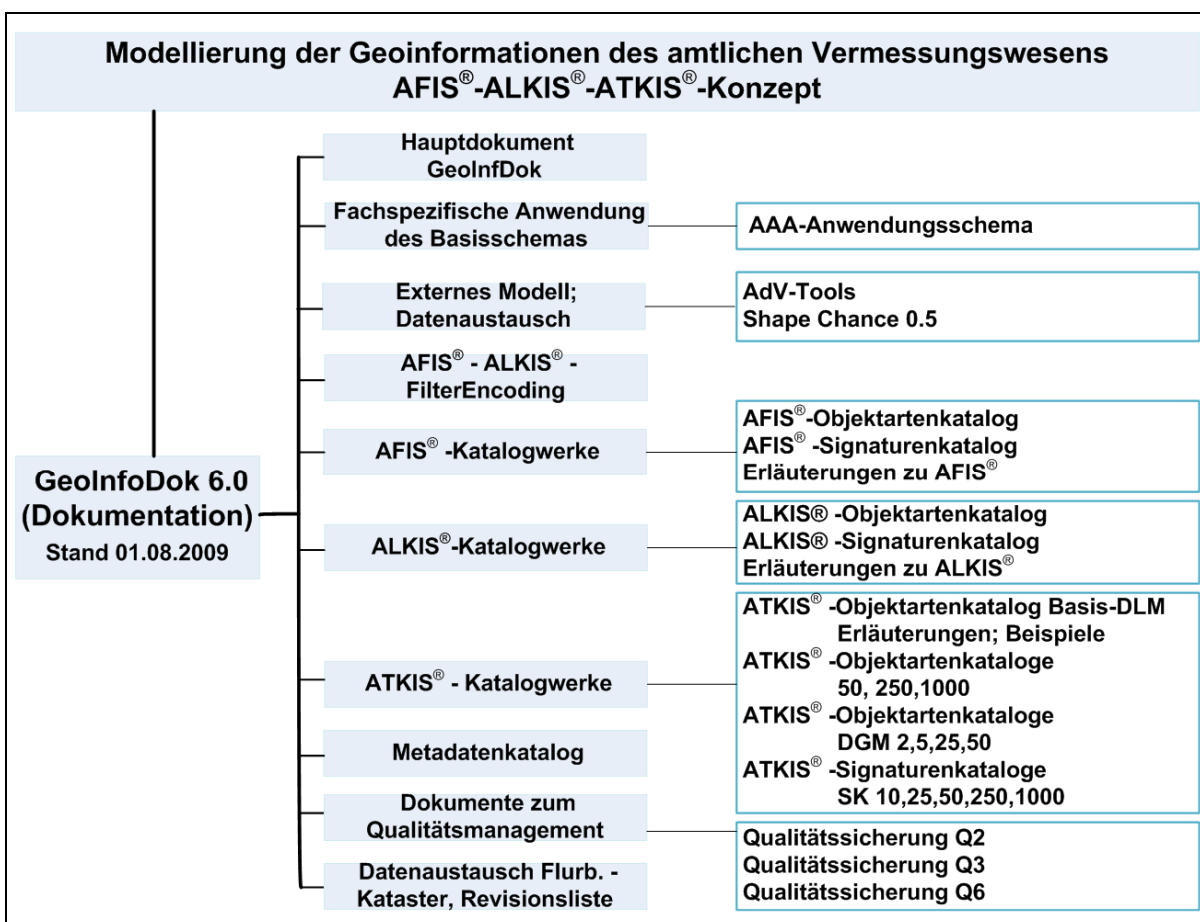 Modellierung der Geoinformationen des amtlichen Vermessungswesens
AFIS®-ALKIS®-ATKIS®-Konzept
GeoInfoDok 6.0
(Dokumentation)
Stand 01.08.2009
Hauptdokument
GeoInfDok
Fachspezifische Anwendung
des Basisschemas
AAA-Anwendungsschema
Externes Modell;
Datenaustausch
AdV-Tools
Shape Chance 0.5
AFIS® - ALKIS® -
FilterEncoding
AFIS® -Katalogwerke
AFIS®-Objektartenkatalog
AFIS® -Signaturenkatalog
Erläuterungen zu AFIS®
ALKIS®-Katalogwerke
ALKIS® -Objektartenkatalog
ALKIS® -Signaturenkatalog
Erläuterungen zu ALKIS®
ATKIS® - Katalogwerke
ATKIS® -Objektartenkatalog Basis-DLM
Erläuterungen; Beispiele
ATKIS® -Objektartenkataloge
50, 250,1000
ATKIS® -Objektartenkataloge
DGM 2,5,25,50
ATKIS® -Signaturenkataloge
SK 10,25,50,250,1000
Metadatenkatalog
Dokumente zum
Qualitätsmanagement
Qualitätssicherung Q2
Qualitätssicherung Q3
Qualitätssicherung Q6
Datenaustausch Flurb. -
Kataster, Revisionsliste